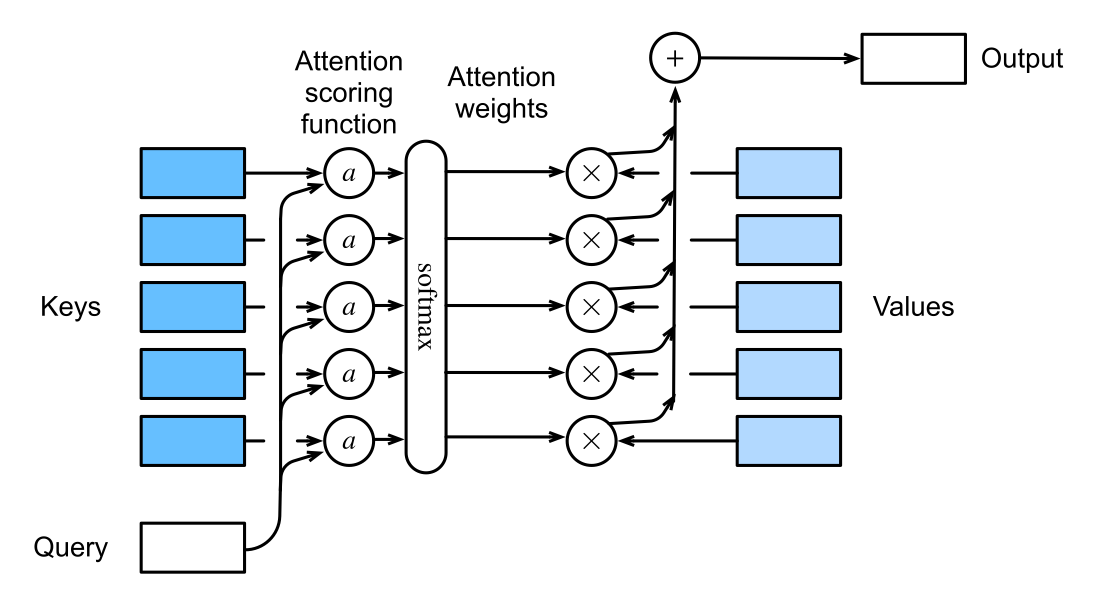 Attention
scoring
function
Attention
weights
+
Output
a
×
a
×
Keys
a
softmax
×
Values
a
×
a
×
Query